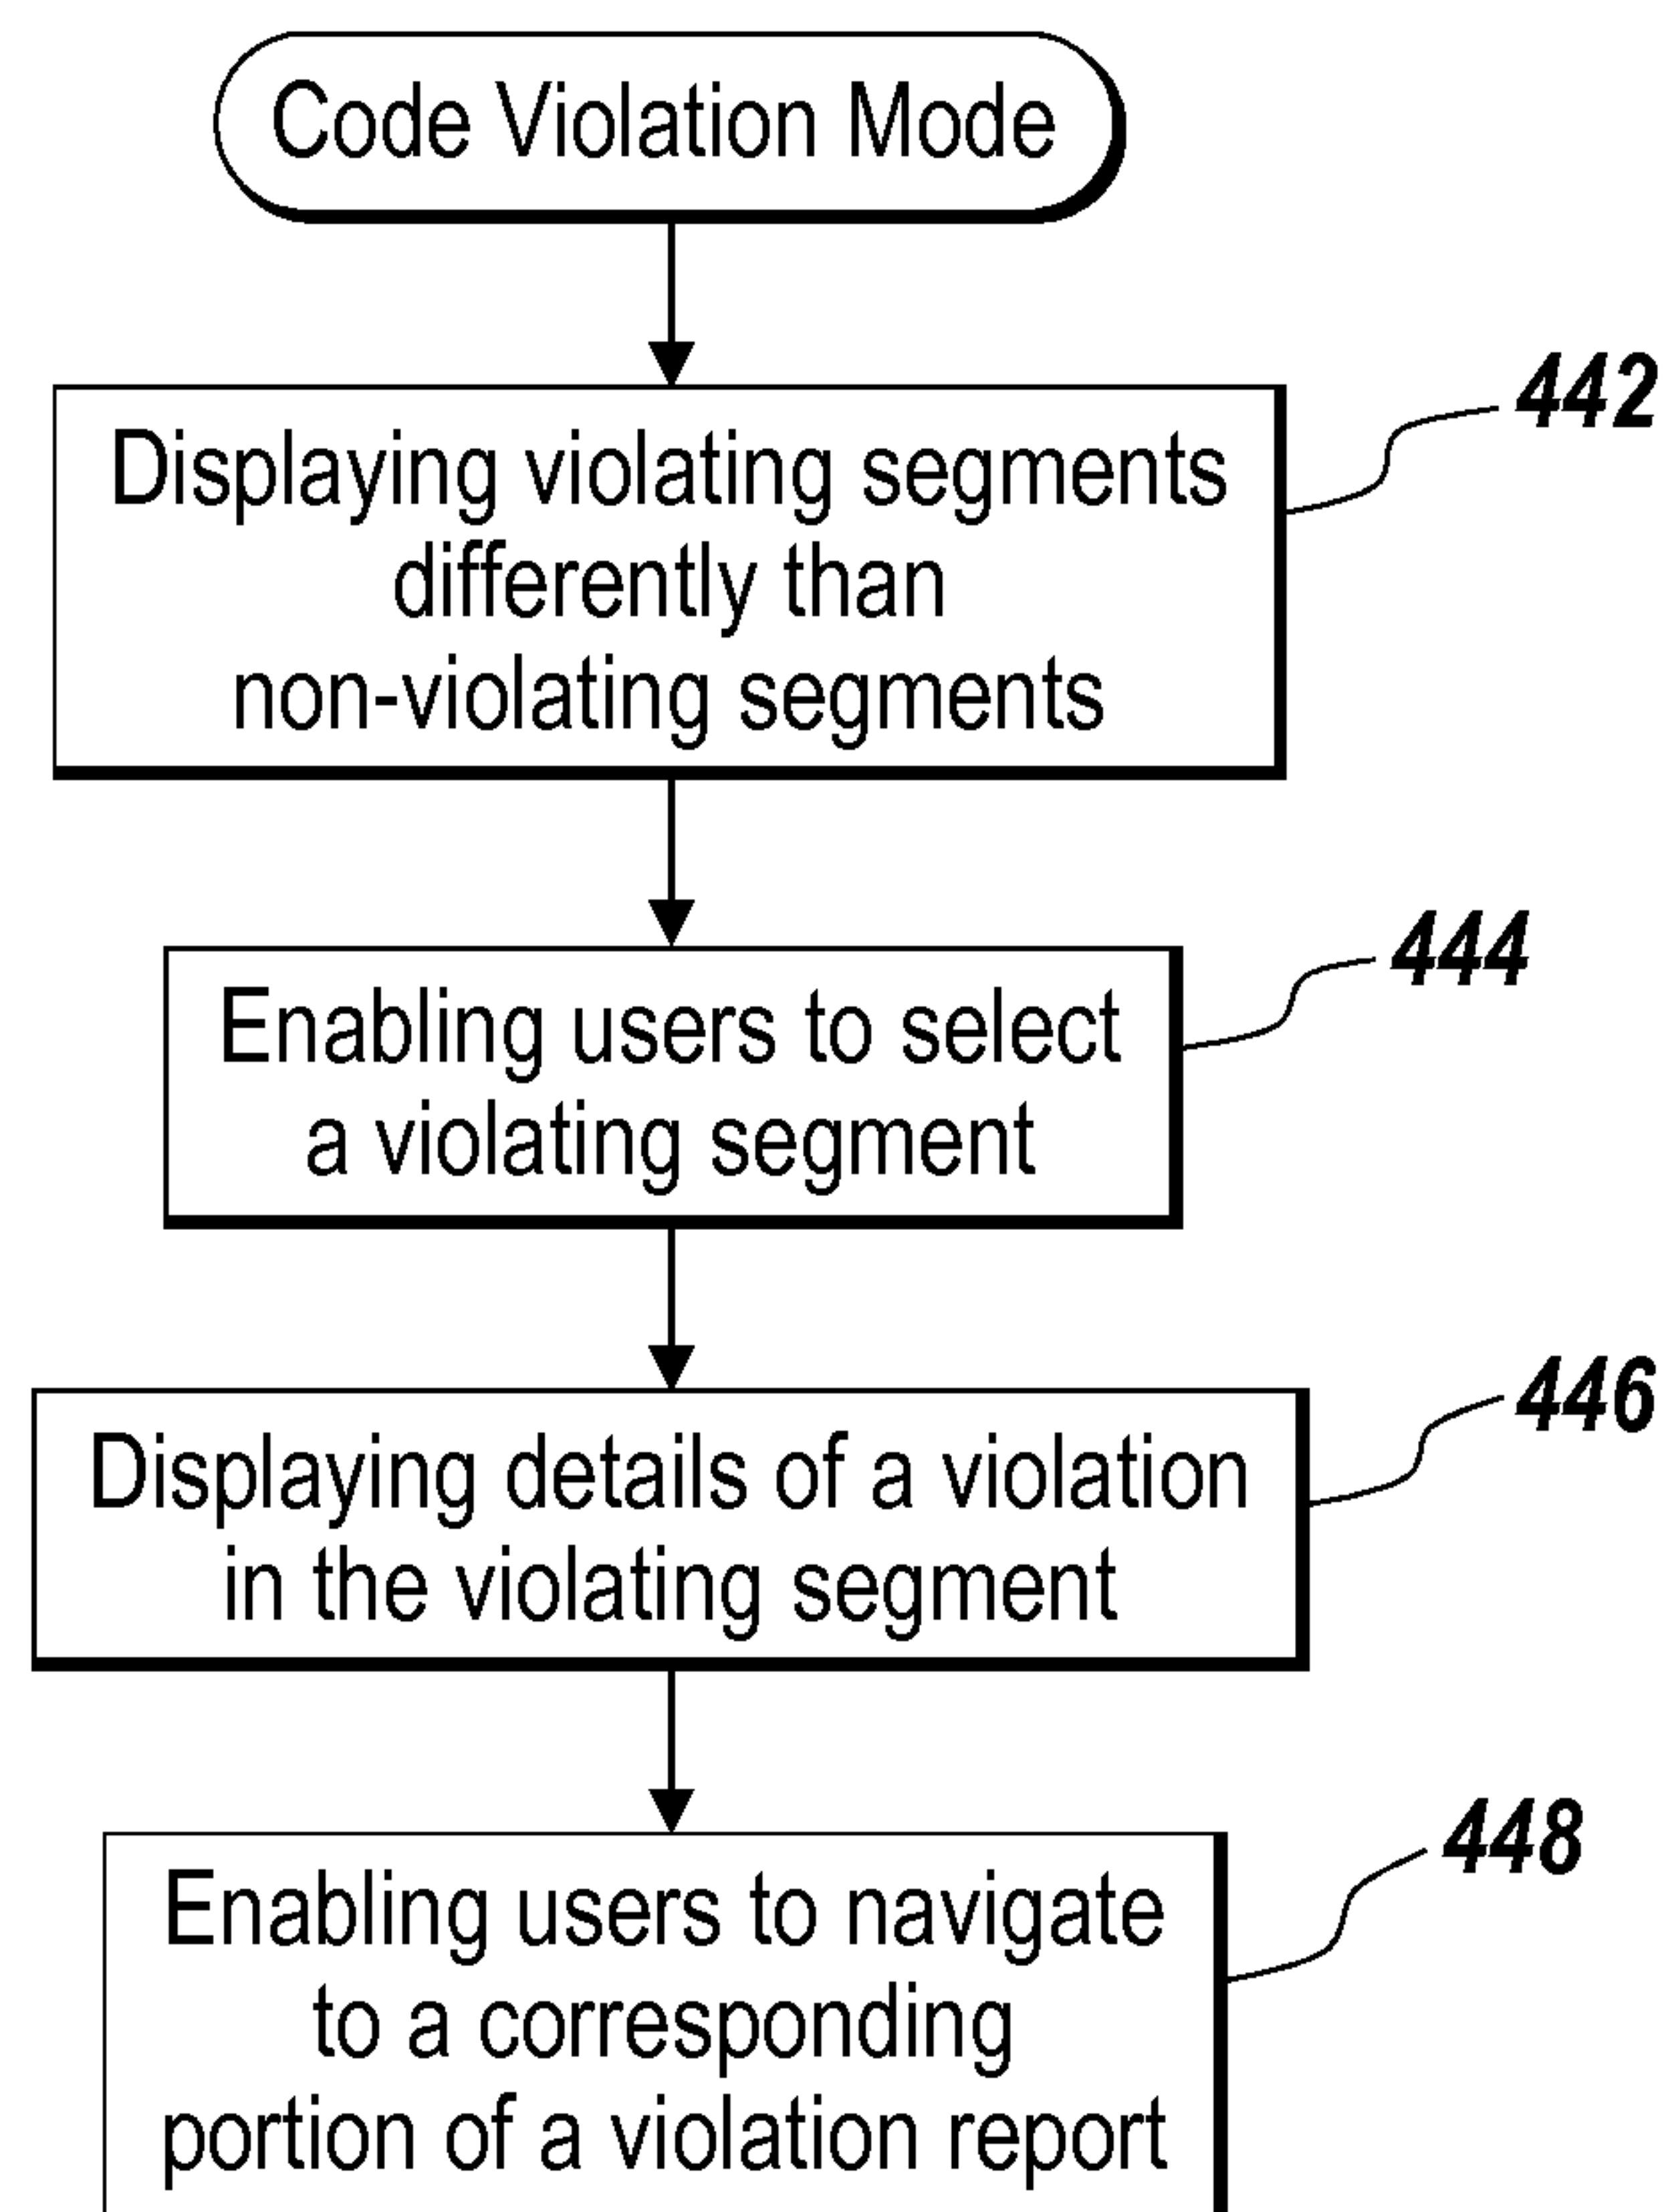 Code Violation Mode
442
Displaying violating segments
differently than
non-violating segments
444
Enabling users to select
a violating segment
446
Displaying details of a violation
in the violating segment
448
Enabling users to navigate
to a corresponding
portion of a violation report